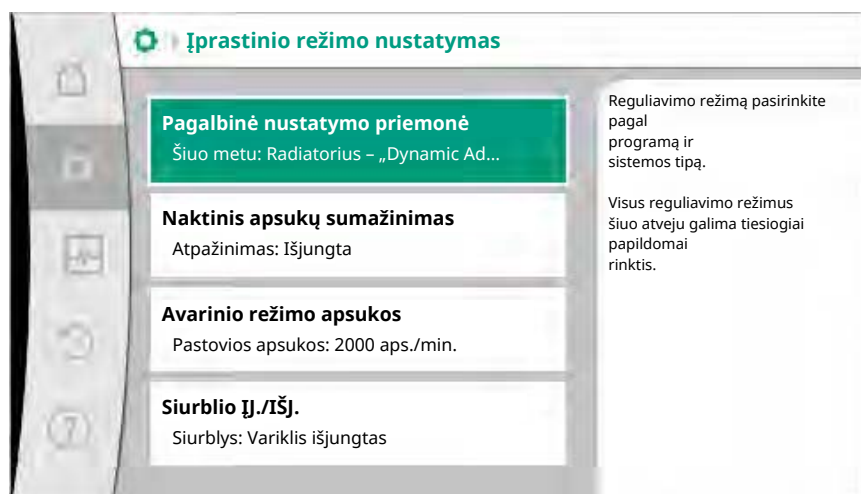 Įprastinio režimo nustatymas
Pagalbinė nustatymo priemonė
Šiuo metu: Radiatorius – „Dynamic Ad...
Naktinis apsukų sumažinimas
Atpažinimas: Išjungta
Avarinio režimo apsukos
Pastovios apsukos: 2000 aps./min.
Siurblio ĮJ./IŠJ.
Siurblys: Variklis išjungtas
Reguliavimo režimą pasirinkite
pagal
programą ir
sistemos tipą.
Visus reguliavimo režimus
šiuo atveju galima tiesiogiai
papildomai
rinktis.